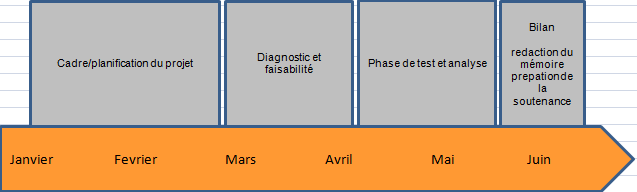 Cadre/planification du projet
Diagnostic et
faisabilité
Phase de test et analyse
Bilan
redaction du
mémoire
prepation de
la
soutenance
Janvier Fevrier Mars Avril Mai Juin